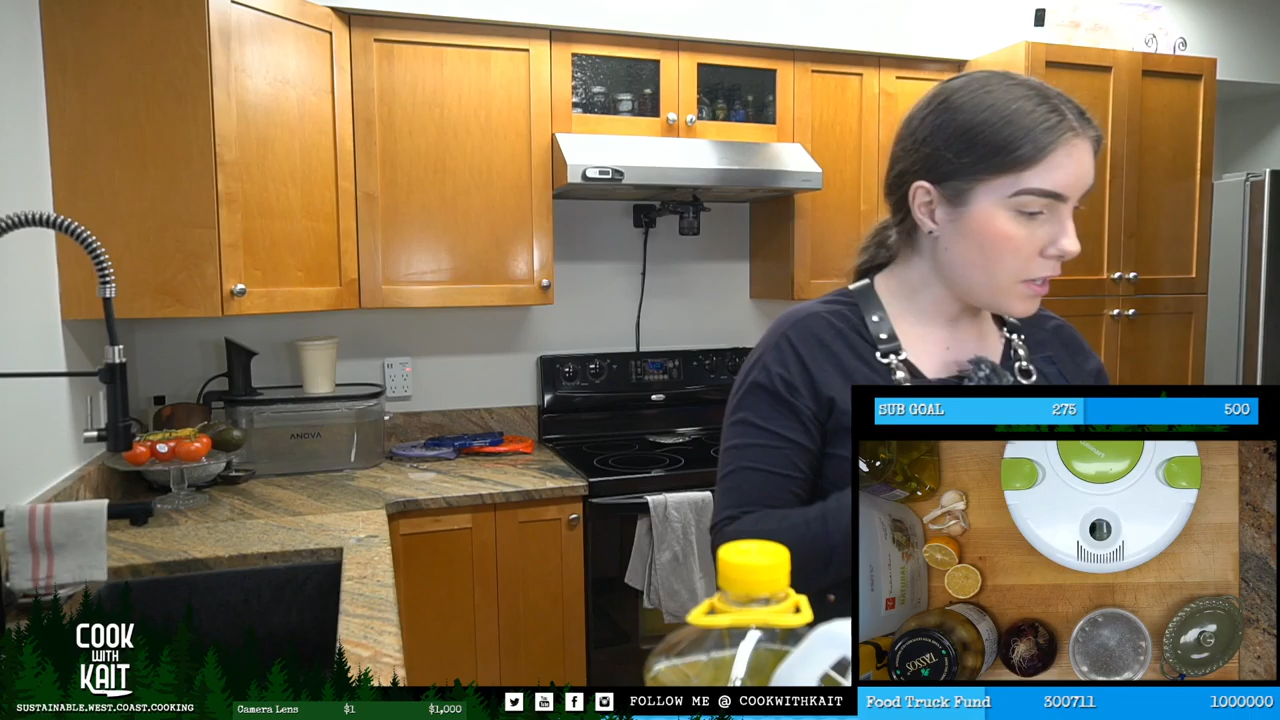 ANOVA
SUB GOAL 275 500
NATURAL
TASSOS
COOK
WITH
KAIT
SUSTAINABLE.WEST.COAST.COOKING
Camera Lens $1 $1,000
FOLLOW ME @ COOKWITHKAIT
Food Truck Fund 300711 1000000